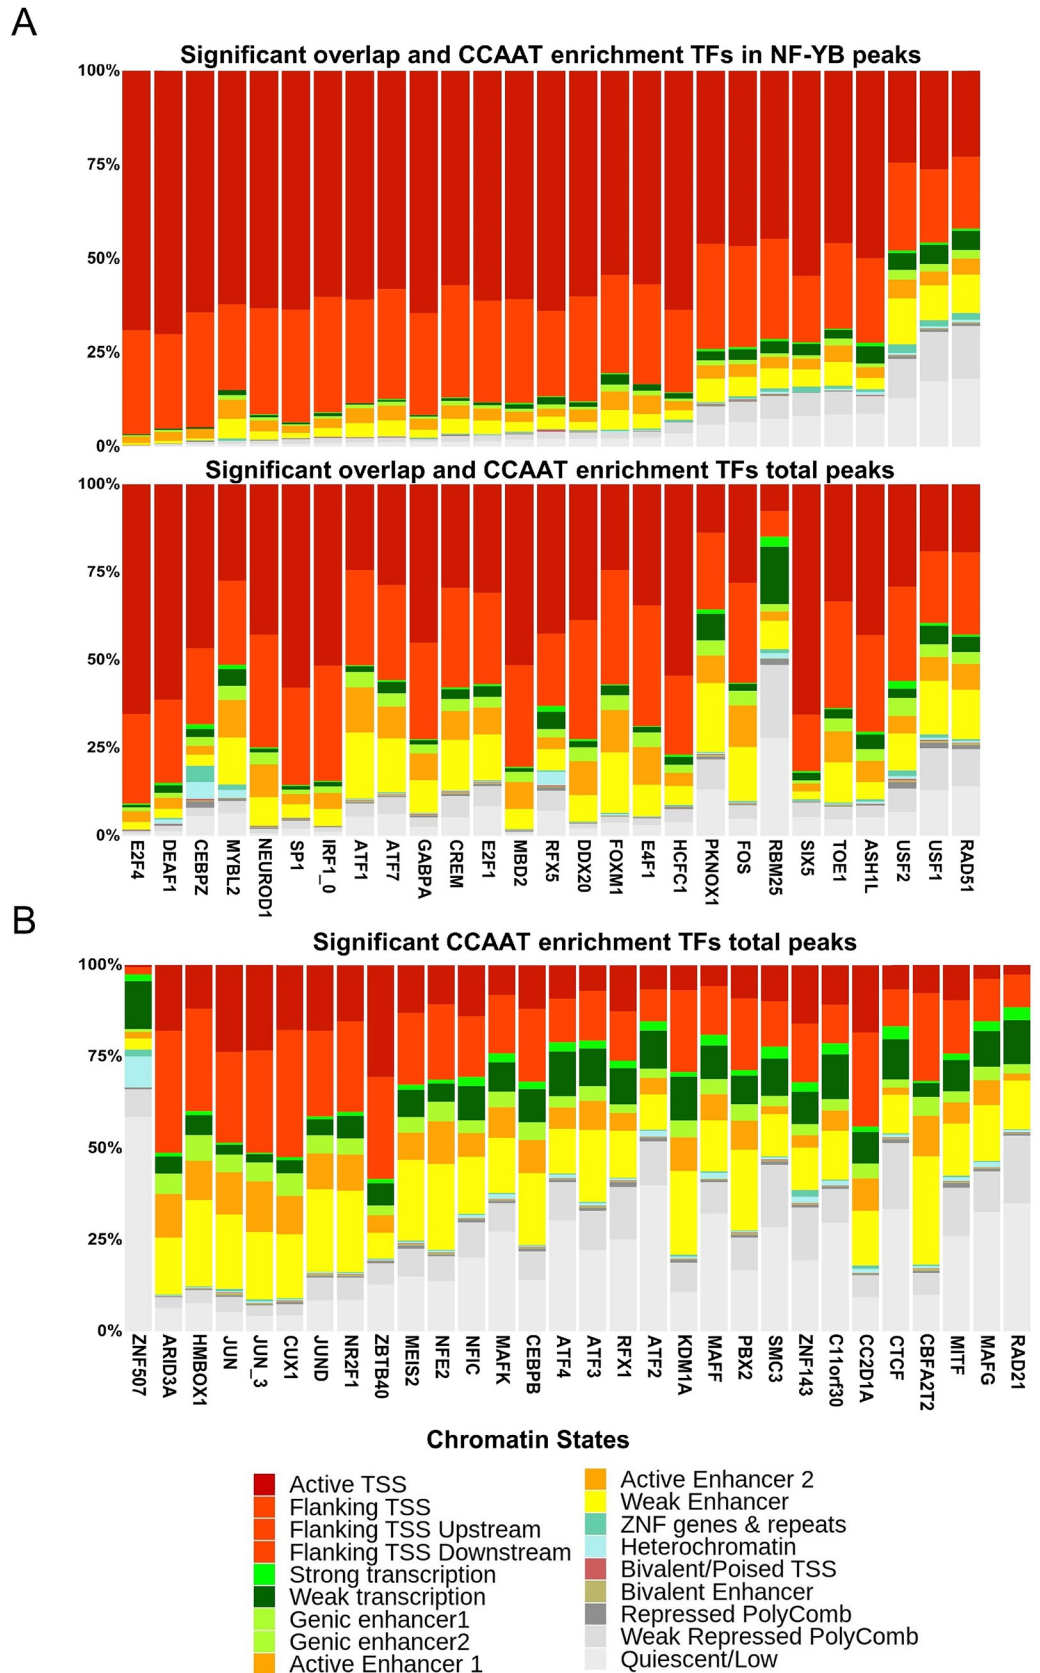 A
Significant overlap and CCAAT enrichment TFs in NF-YB peaks
100%
75%
50%
25%
0%
Significant overlap and CCAAT enrichment TFs total peaks
100%
75%
50%
25%
0%
E2F4 DEAF1 CEBPZ MYBL2 NEUROD1 SP1 IRF1_0 ATF1 ATF7 GABPA CREM E2F1 MBD2 RFX5 DDX20 FOXM1 E4F1 HCFC1 PKNOX1 FOS RBM25 SIX5 TOE1 ASH1L USF2 USF1 RAD51
B
Significant CCAAT enrichment TFs total peaks
100%
75%
50%
25%
0%
ZNF507 ARID3A HMBOX1 JUN JUN_3 CUX1 JUND NR2F1 ZBTB40 MEIS2 NFE2 NFIC MAFK CEBPB ATF4 ATF3 RFX1 ATF2 KDM1A MAFF PBX2 SMC3 ZNF143 C11orf30 CC2D1A CTCF CBFA2T2 MITF MAFG RAD21
Chromatin States
Active TSS
Flanking TSS
Flanking TSS Upstream
Flanking TSS Downstream
Strong transcription
Weak transcription
Genic enhancer1
Genic enhancer2
Active Enhancer 1
Active Enhancer 2
Weak Enhancer
ZNF genes & repeats
Heterochromatin
Bivalent/Poised TSS
Bivalent Enhancer
Repressed PolyComb
Weak Repressed PolyComb
Quiescent/Low